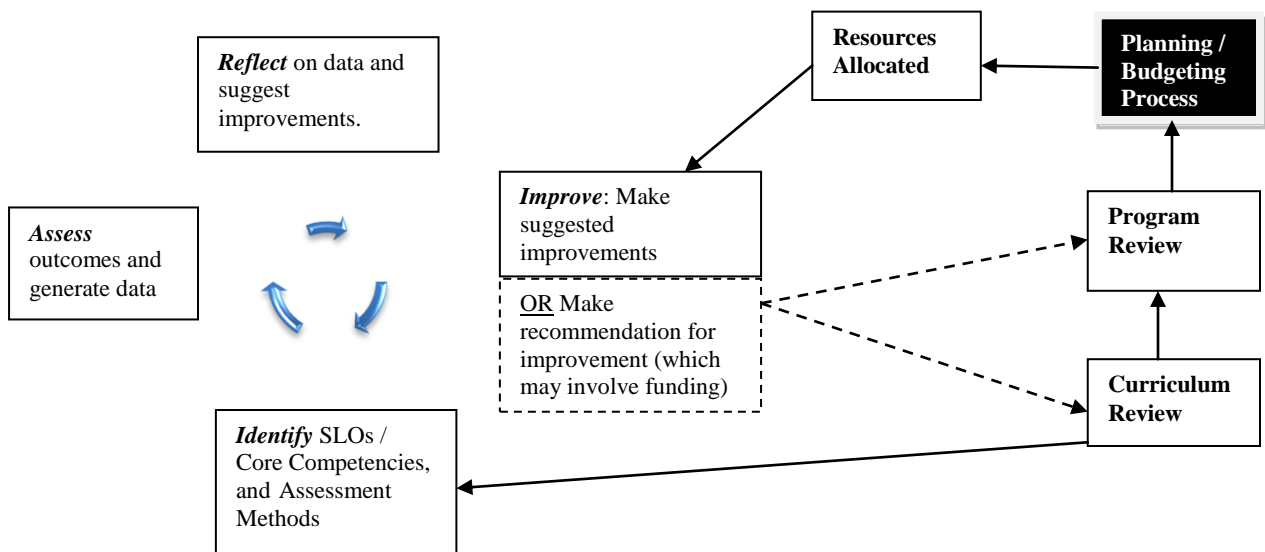 Reflect on data and
suggest
improvements.
Resources
Allocated
Planning /
Budgeting
Process
Assess
outcomes and
generate data
Improve: Make
suggested
improvements
OR Make
recommendation for
improvement (which
may involve funding)
Program
Review
Curriculum
Review
Identify SLOs /
Core Competencies,
and Assessment
Methods